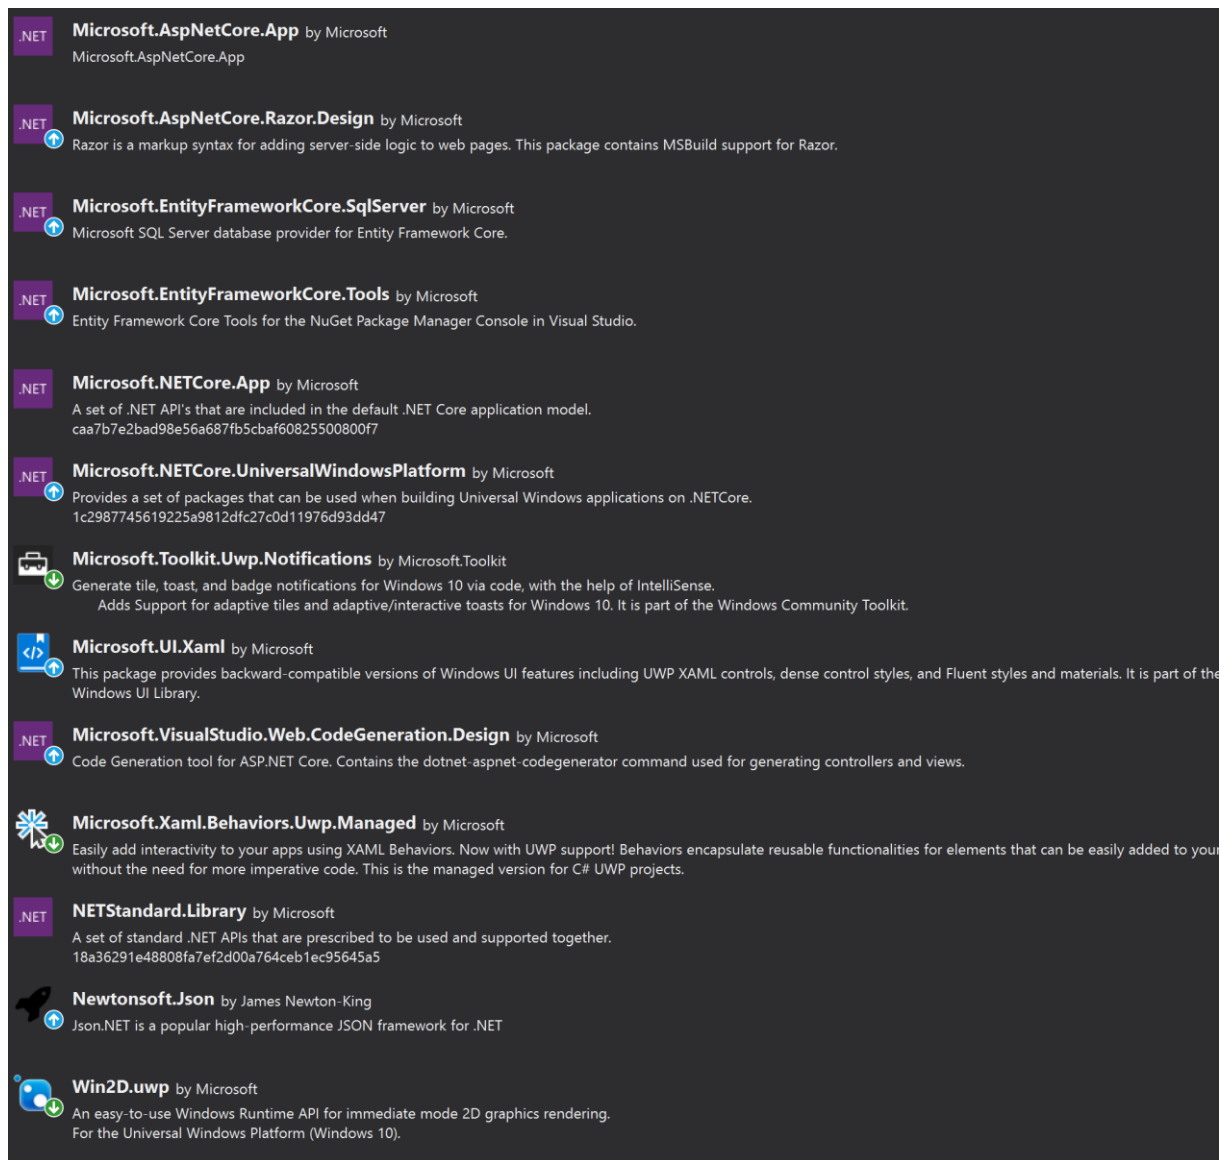 .NET Microsoft.AspNetCore.App by Microsoft
Microsoft.AspNetCore.App
.NET Microsoft.AspNetCore.Razor.Design by Microsoft
Razor is a markup syntax for adding server-side logic to web pages. This package contains MSBuild support for Razor.
.NET Microsoft.EntityFrameworkCore.SqlServer by Microsoft
Microsoft SQL Server database provider for Entity Framework Core.
.NET Microsoft.EntityFrameworkCore.Tools by Microsoft
Entity Framework Core Tools for the NuGet Package Manager Console in Visual Studio.
.NET Microsoft.NETCore.App by Microsoft
A set of .NET API's that are included in the default .NET Core application model.
caa7b7e2bad98e56a687fb5cbaf60825500800f7
.NET Microsoft.NETCore.UniversalWindowsPlatform by Microsoft
Provides a set of packages that can be used when building Universal Windows applications on .NETCore.
1c2987745619225a9812dfc27c0d11976d93dd47
Microsoft.Toolkit.Uwp.Notifications by Microsoft.Toolkit
Generate tile, toast, and badge notifications for Windows 10 via code, with the help of IntelliSense.
Adds Support for adaptive tiles and adaptive/interactive toasts for Windows 10. It is part of the Windows Community Toolkit.
</> Microsoft.UI.Xaml by Microsoft
This package provides backward-compatible versions of Windows UI features including UWP XAML controls, dense control styles, and Fluent styles and materials. It is part of the
Windows UI Library.
.NET Microsoft.VisualStudio.Web.CodeGeneration.Design by Microsoft
Code Generation tool for ASP.NET Core. Contains the dotnet-aspnet-codegenerator command used for generating controllers and views.
Microsoft.Xaml.Behaviors.Uwp.Managed by Microsoft
Easily add interactivity to your apps using XAML Behaviors. Now with UWP support! Behaviors encapsulate reusable functionalities for elements that can be easily added to your
without the need for more imperative code. This is the managed version for C# UWP projects.
.NET NETStandard.Library by Microsoft
A set of standard .NET APIs that are prescribed to be used and supported together.
18a36291e48808fa7ef2d00a764ceb1ec95645a5
Newtonsoft.Json by James Newton-King
Json.NET is a popular high-performance JSON framework for .NET
Win2D.uwp by Microsoft
An easy-to-use Windows Runtime API for immediate mode 2D graphics rendering.
For the Universal Windows Platform (Windows 10).